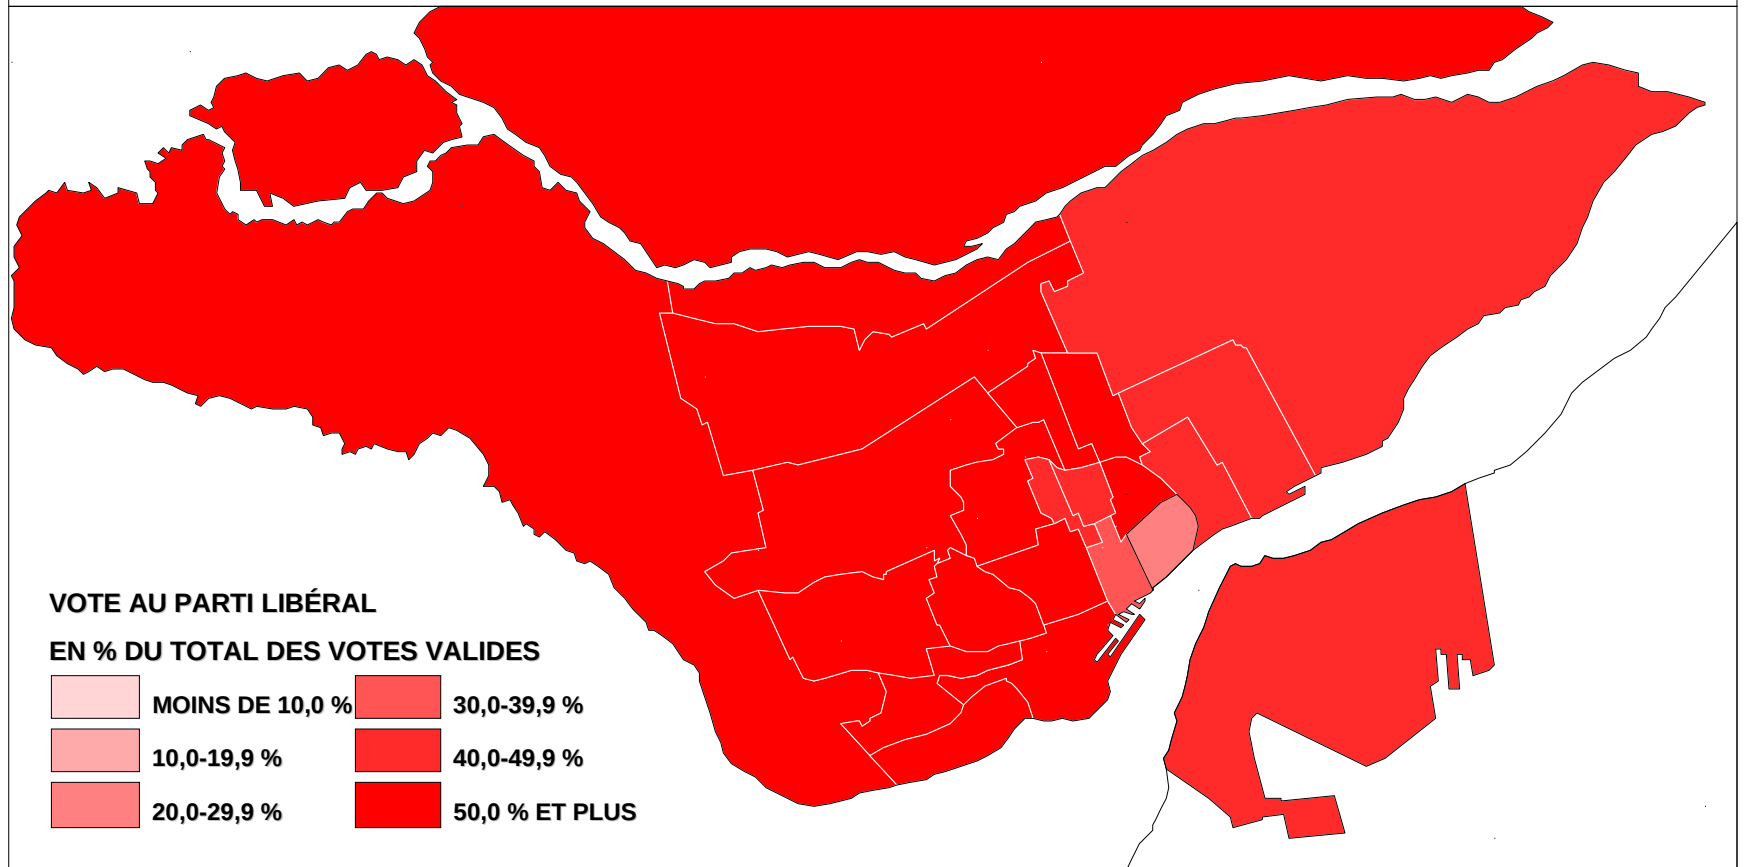 VOTE AU PARTI LIBÉRAL
EN % DU TOTAL DES VOTES VALIDES
MOINS DE 10,0 %
10,0-19,9 %
20,0-29,9 %
30,0-39,9 %
40,0-49,9 %
50,0 % ET PLUS